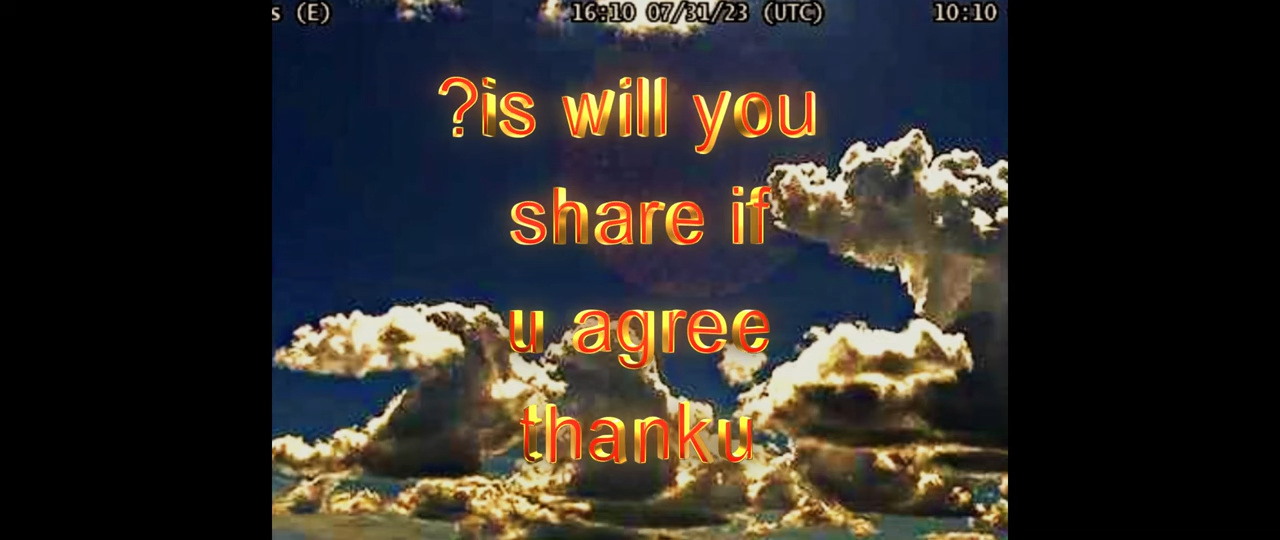 s (E) 16:10 07/31/23 (UTC) 10:10
?is will you
share if
u agree
thanku